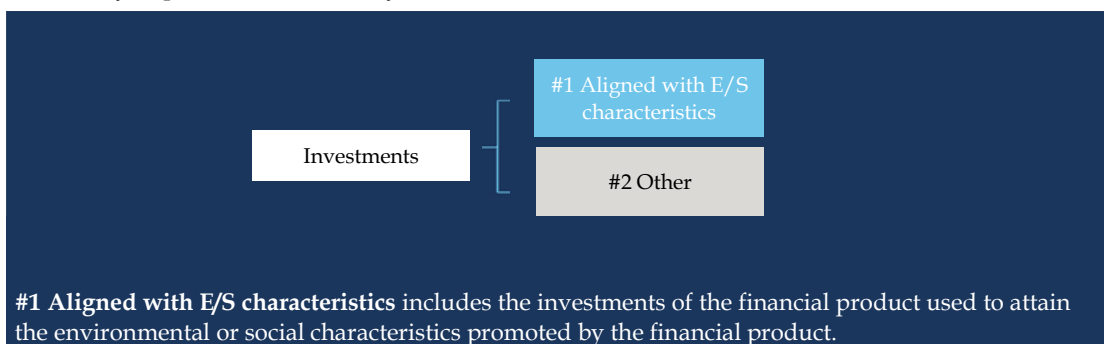 #1 Aligned with E/S
characteristics
Investments
#2 Other
#1 Aligned with E/S characteristics includes the investments of the financial product used to attain
the environmental or social characteristics promoted by the financial product.